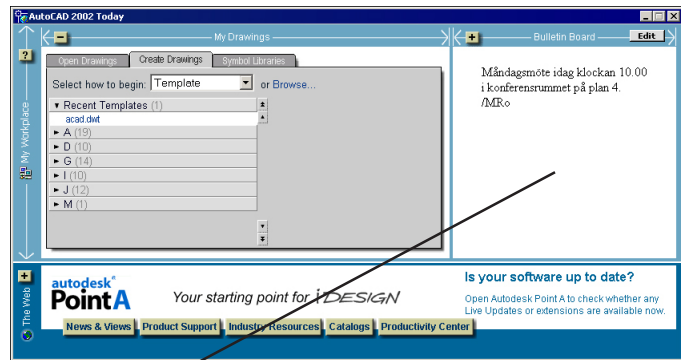 AutoCAD 2002 Today
My Drawings
Bulletin Board
Edit
Open Drawings
Create Drawings
Symbol Libraries
Select how to begin: Template or Browse...
Recent Templates (1)
acad.dwt
A (19)
D (10)
G (14)
I (10)
J (12)
M (1)
Måndagsmöte idag klockan 10.00
i konferensrummet på plan 4.
/MRo
My Workplace
The Web
autodesk
Point A
Your starting point for iDESIGN
News & Views
Product Support
Industry Resources
Catalogs
Productivity Center
Is your software up to date?
Open Autodesk Point A to check whether any
Live Updates or extensions are available now.